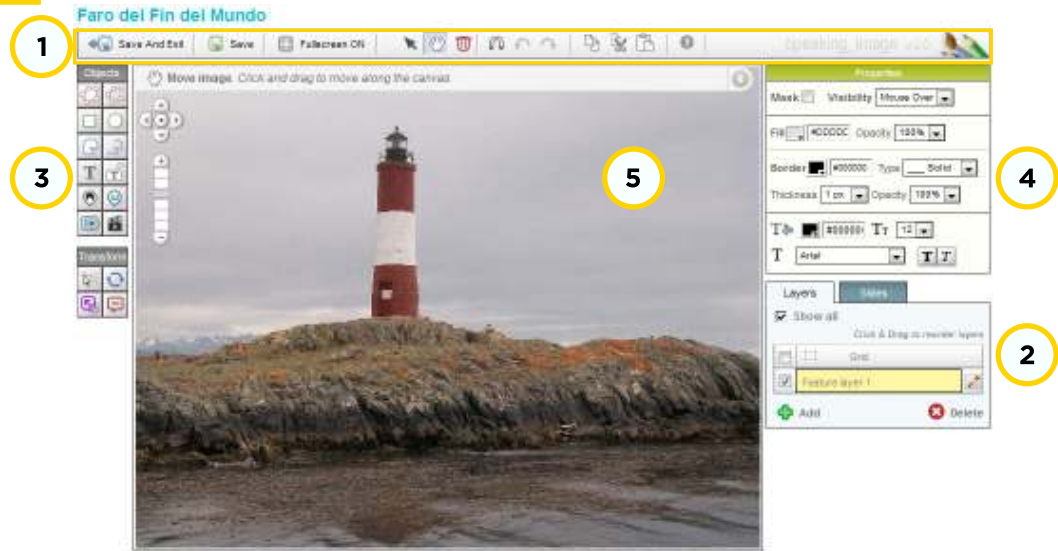 Faro del Fin del Mundo
1
Save And Exit
Save
Fullscreen ON
speaking image
Objects
Move image. Click and drag to move along the canvas
Properties
Mask
Visibility
Mouse Over
Fill
Opacity
100%
3
5
4
T
Border
#000000
Type
Solid
Thickness
1 px
Opacity
100%
12
T
Arial
T
T
Transform
Layers
Slides
Show all
Click & Drag to reorder layers
2
Grid
Feature layer 1
Add
Delete